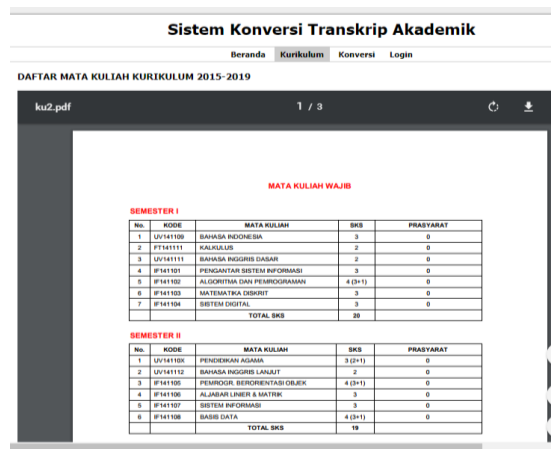 Sistem Konversi Transkrip Akademik
Beranda Kurikulum Konversi Login
DAFTAR MATA KULIAH KURIKULUM 2015-2019
ku2.pdf 1 / 3
MATA KULIAH WAJIB
SEMESTER I
No. KODE MATA KULIAH SKS PRASYARAT
1 UV141109 BAHASA INDONESIA 3 0
2 FT141111 KALKULUS 2 0
3 UV141111 BAHASA INGGRIS DASAR 2 0
4 IF141101 PENGANTAR SISTEM INFORMASI 3 0
5 IF141102 ALGORITMA DAN PEMROGRAMAN 4 (3+1) 0
6 IF141103 MATEMATIKA DISKRIT 3 0
7 IF141104 SISTEM DIGITAL 3 0
TOTAL SKS 20
SEMESTER II
No. KODE MATA KULIAH SKS PRASYARAT
1 UV14110X PENDIDIKAN AGAMA 3 (2+1) 0
2 UV141112 BAHASA INGGRIS LANJUT 2 0
3 IF141105 PEMROGR. BERORIENTASI OBJEK 4 (3+1) 0
4 IF141106 ALJABAR LINIER & MATRIK 3 0
5 IF141107 SISTEM INFORMASI 3 0
6 IF141108 BASIS DATA 4 (3+1) 0
TOTAL SKS 19